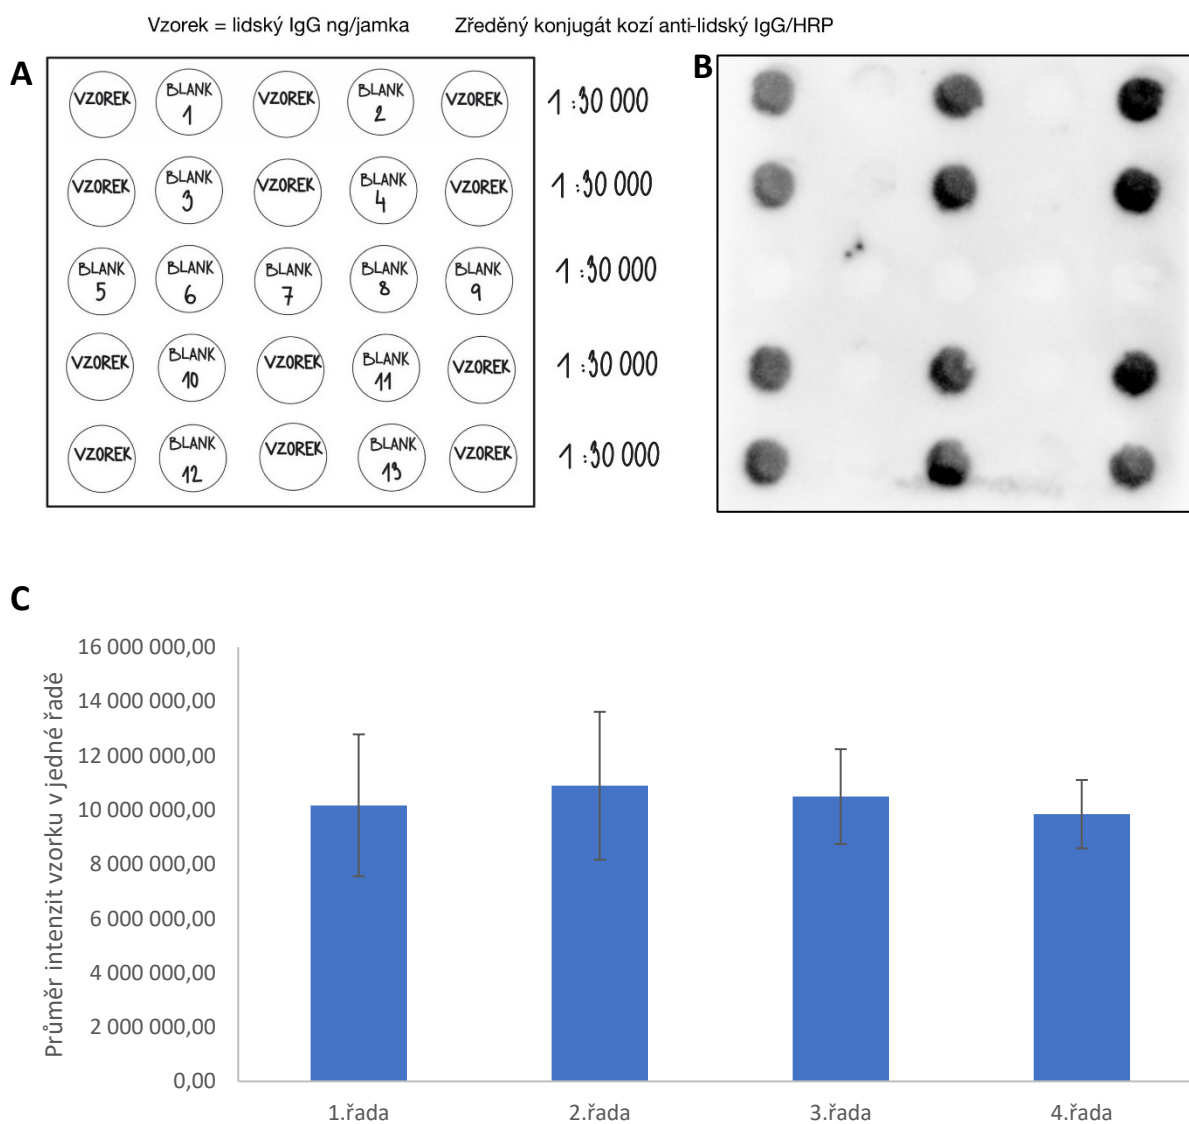 Vzorek = lidský IgG ng/jamka Zředěný konjugát kozí anti-lidský IgG/HRP
A
VZOREK BLANK 1 VZOREK BLANK 2 VZOREK 1:30 000
VZOREK BLANK 3 VZOREK BLANK 4 VZOREK 1:30 000
BLANK 5 BLANK 6 BLANK 7 BLANK 8 BLANK 9 1:30 000
VZOREK BLANK 10 VZOREK BLANK 11 VZOREK 1:30 000
VZOREK BLANK 12 VZOREK BLANK 13 VZOREK 1:30 000
B
C
Průměr intenzit vzorku v jedné řadě
16 000 000,00
14 000 000,00
12 000 000,00
10 000 000,00
8 000 000,00
6 000 000,00
4 000 000,00
2 000 000,00
0,00
1.řada 2.řada 3.řada 4.řada